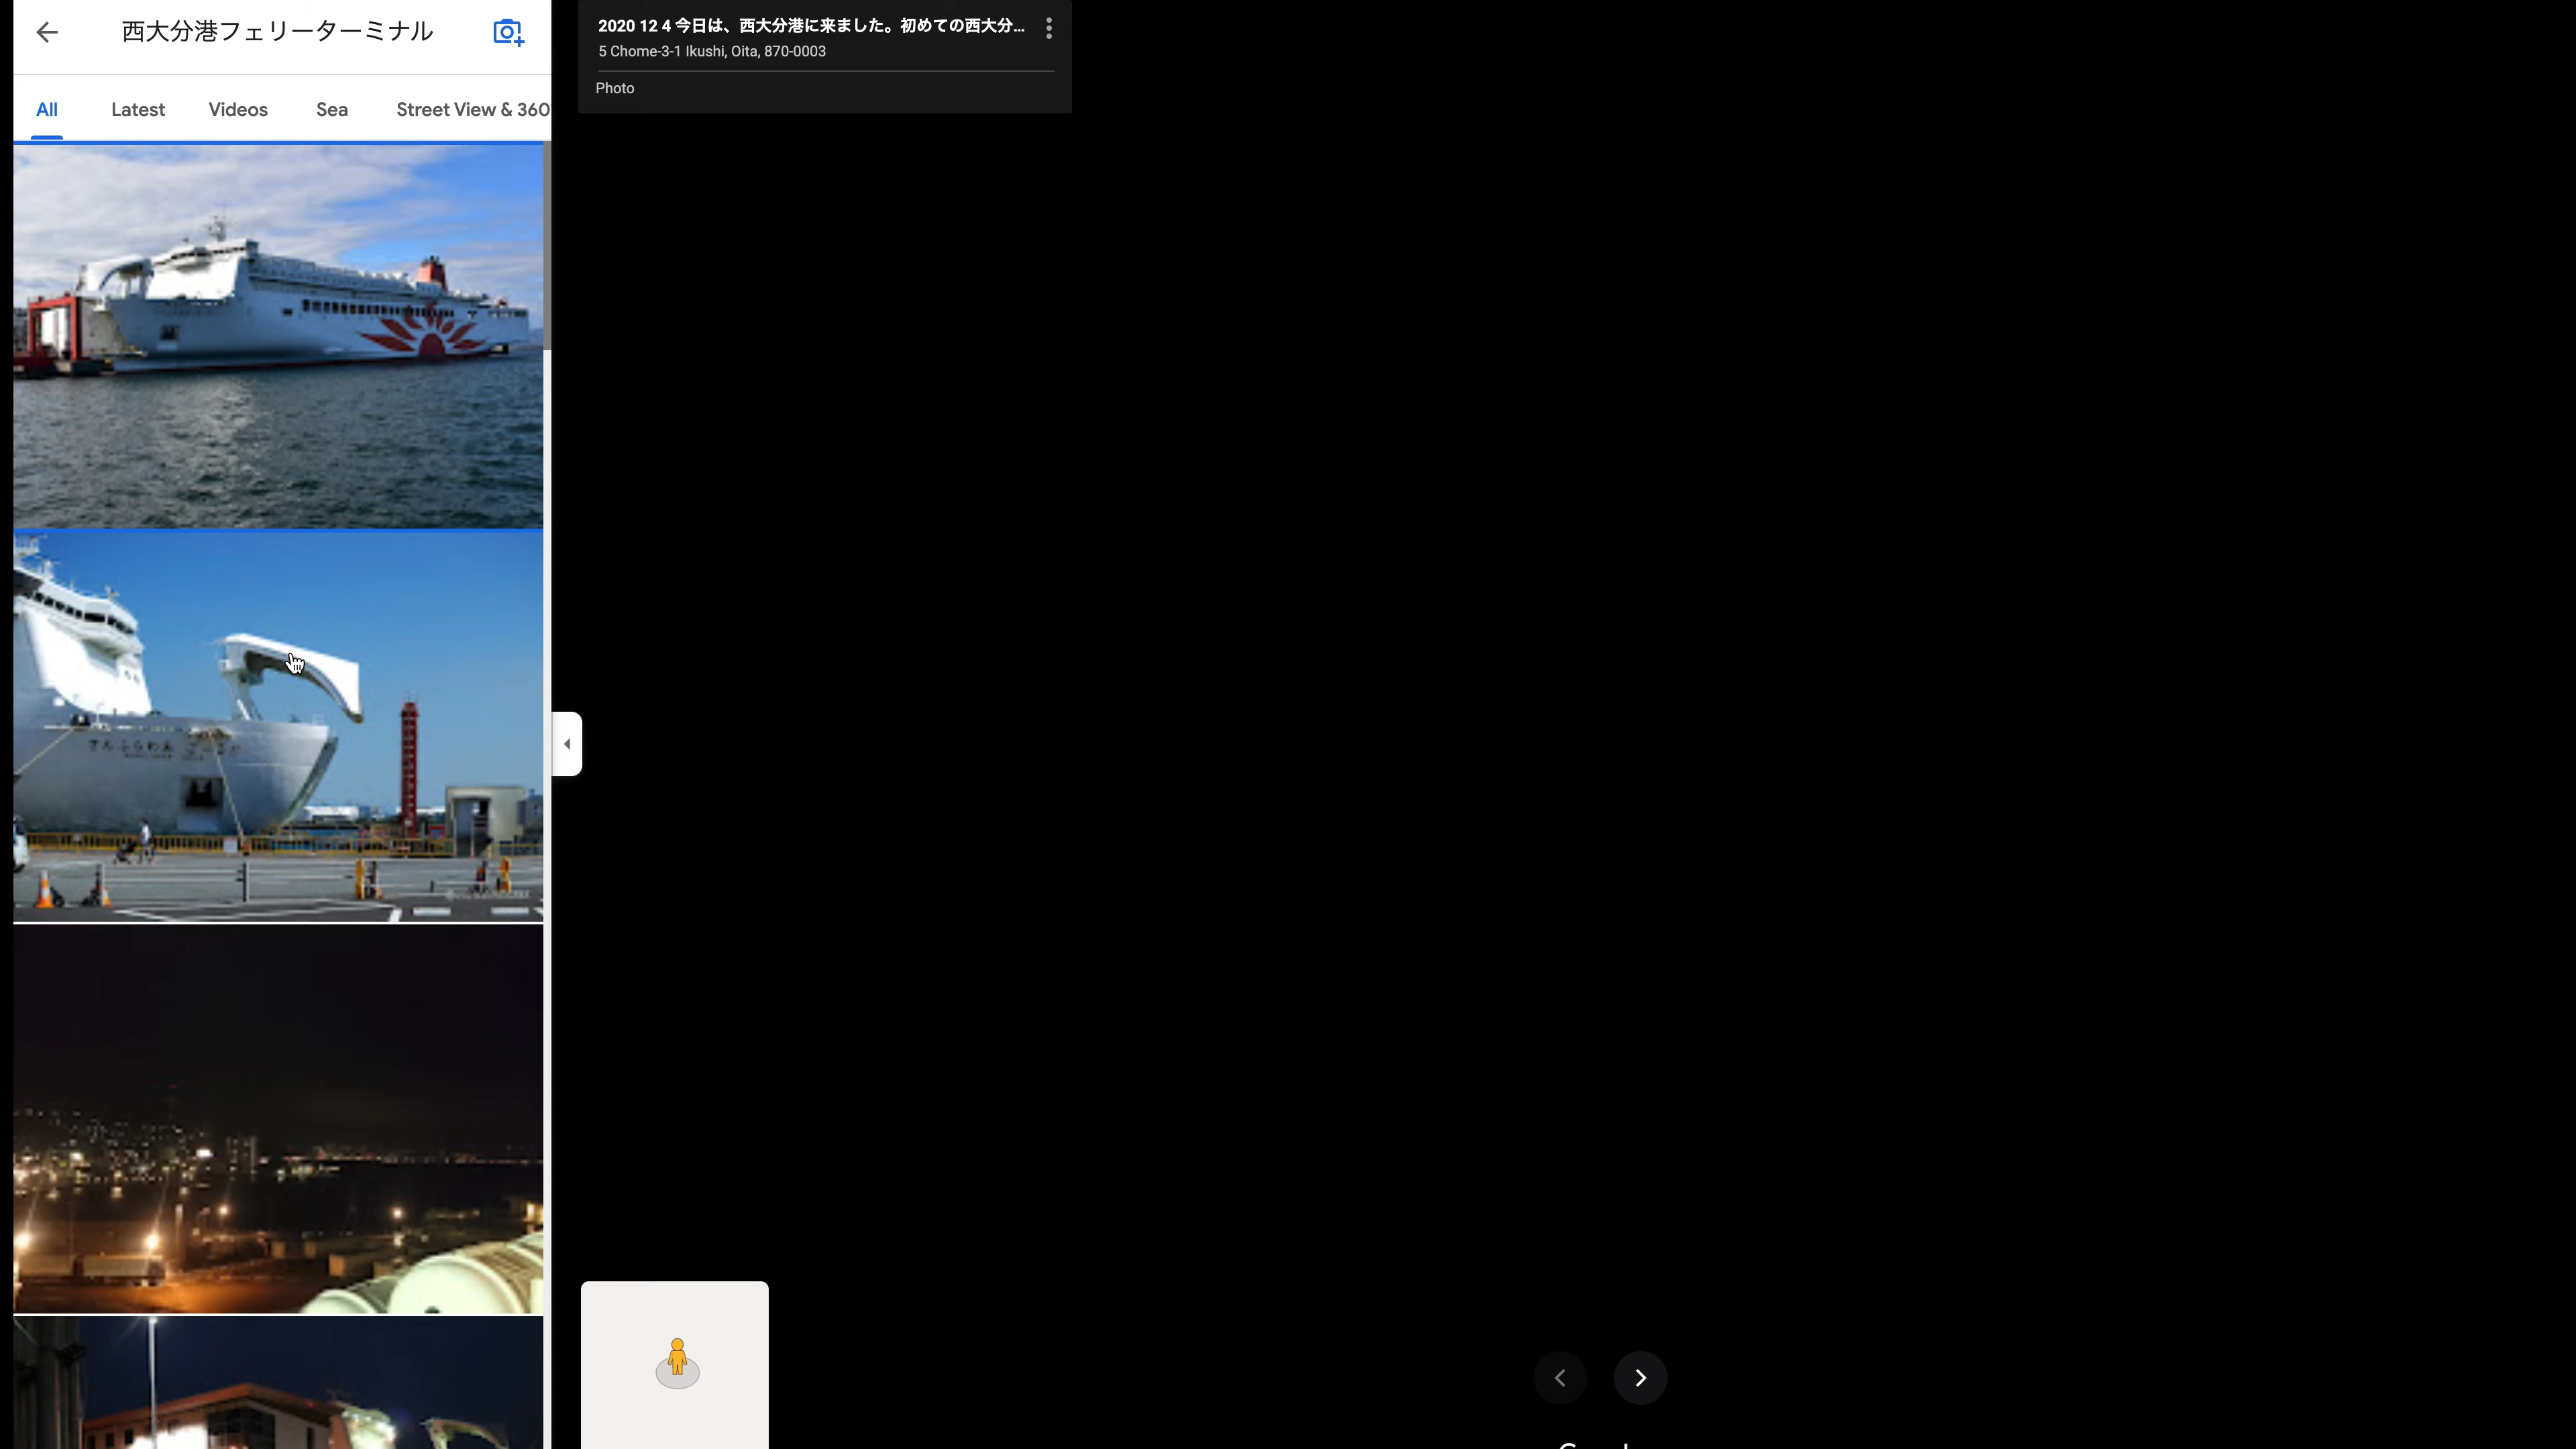 西大分港フェリーターミナル
All
Latest
Videos
Sea
Street View & 360
2020 12 4 今日は、西大分港に来ました。初めての西大分...
5 Chome-3-1 Ikushi, Oita, 870-0003
Photo